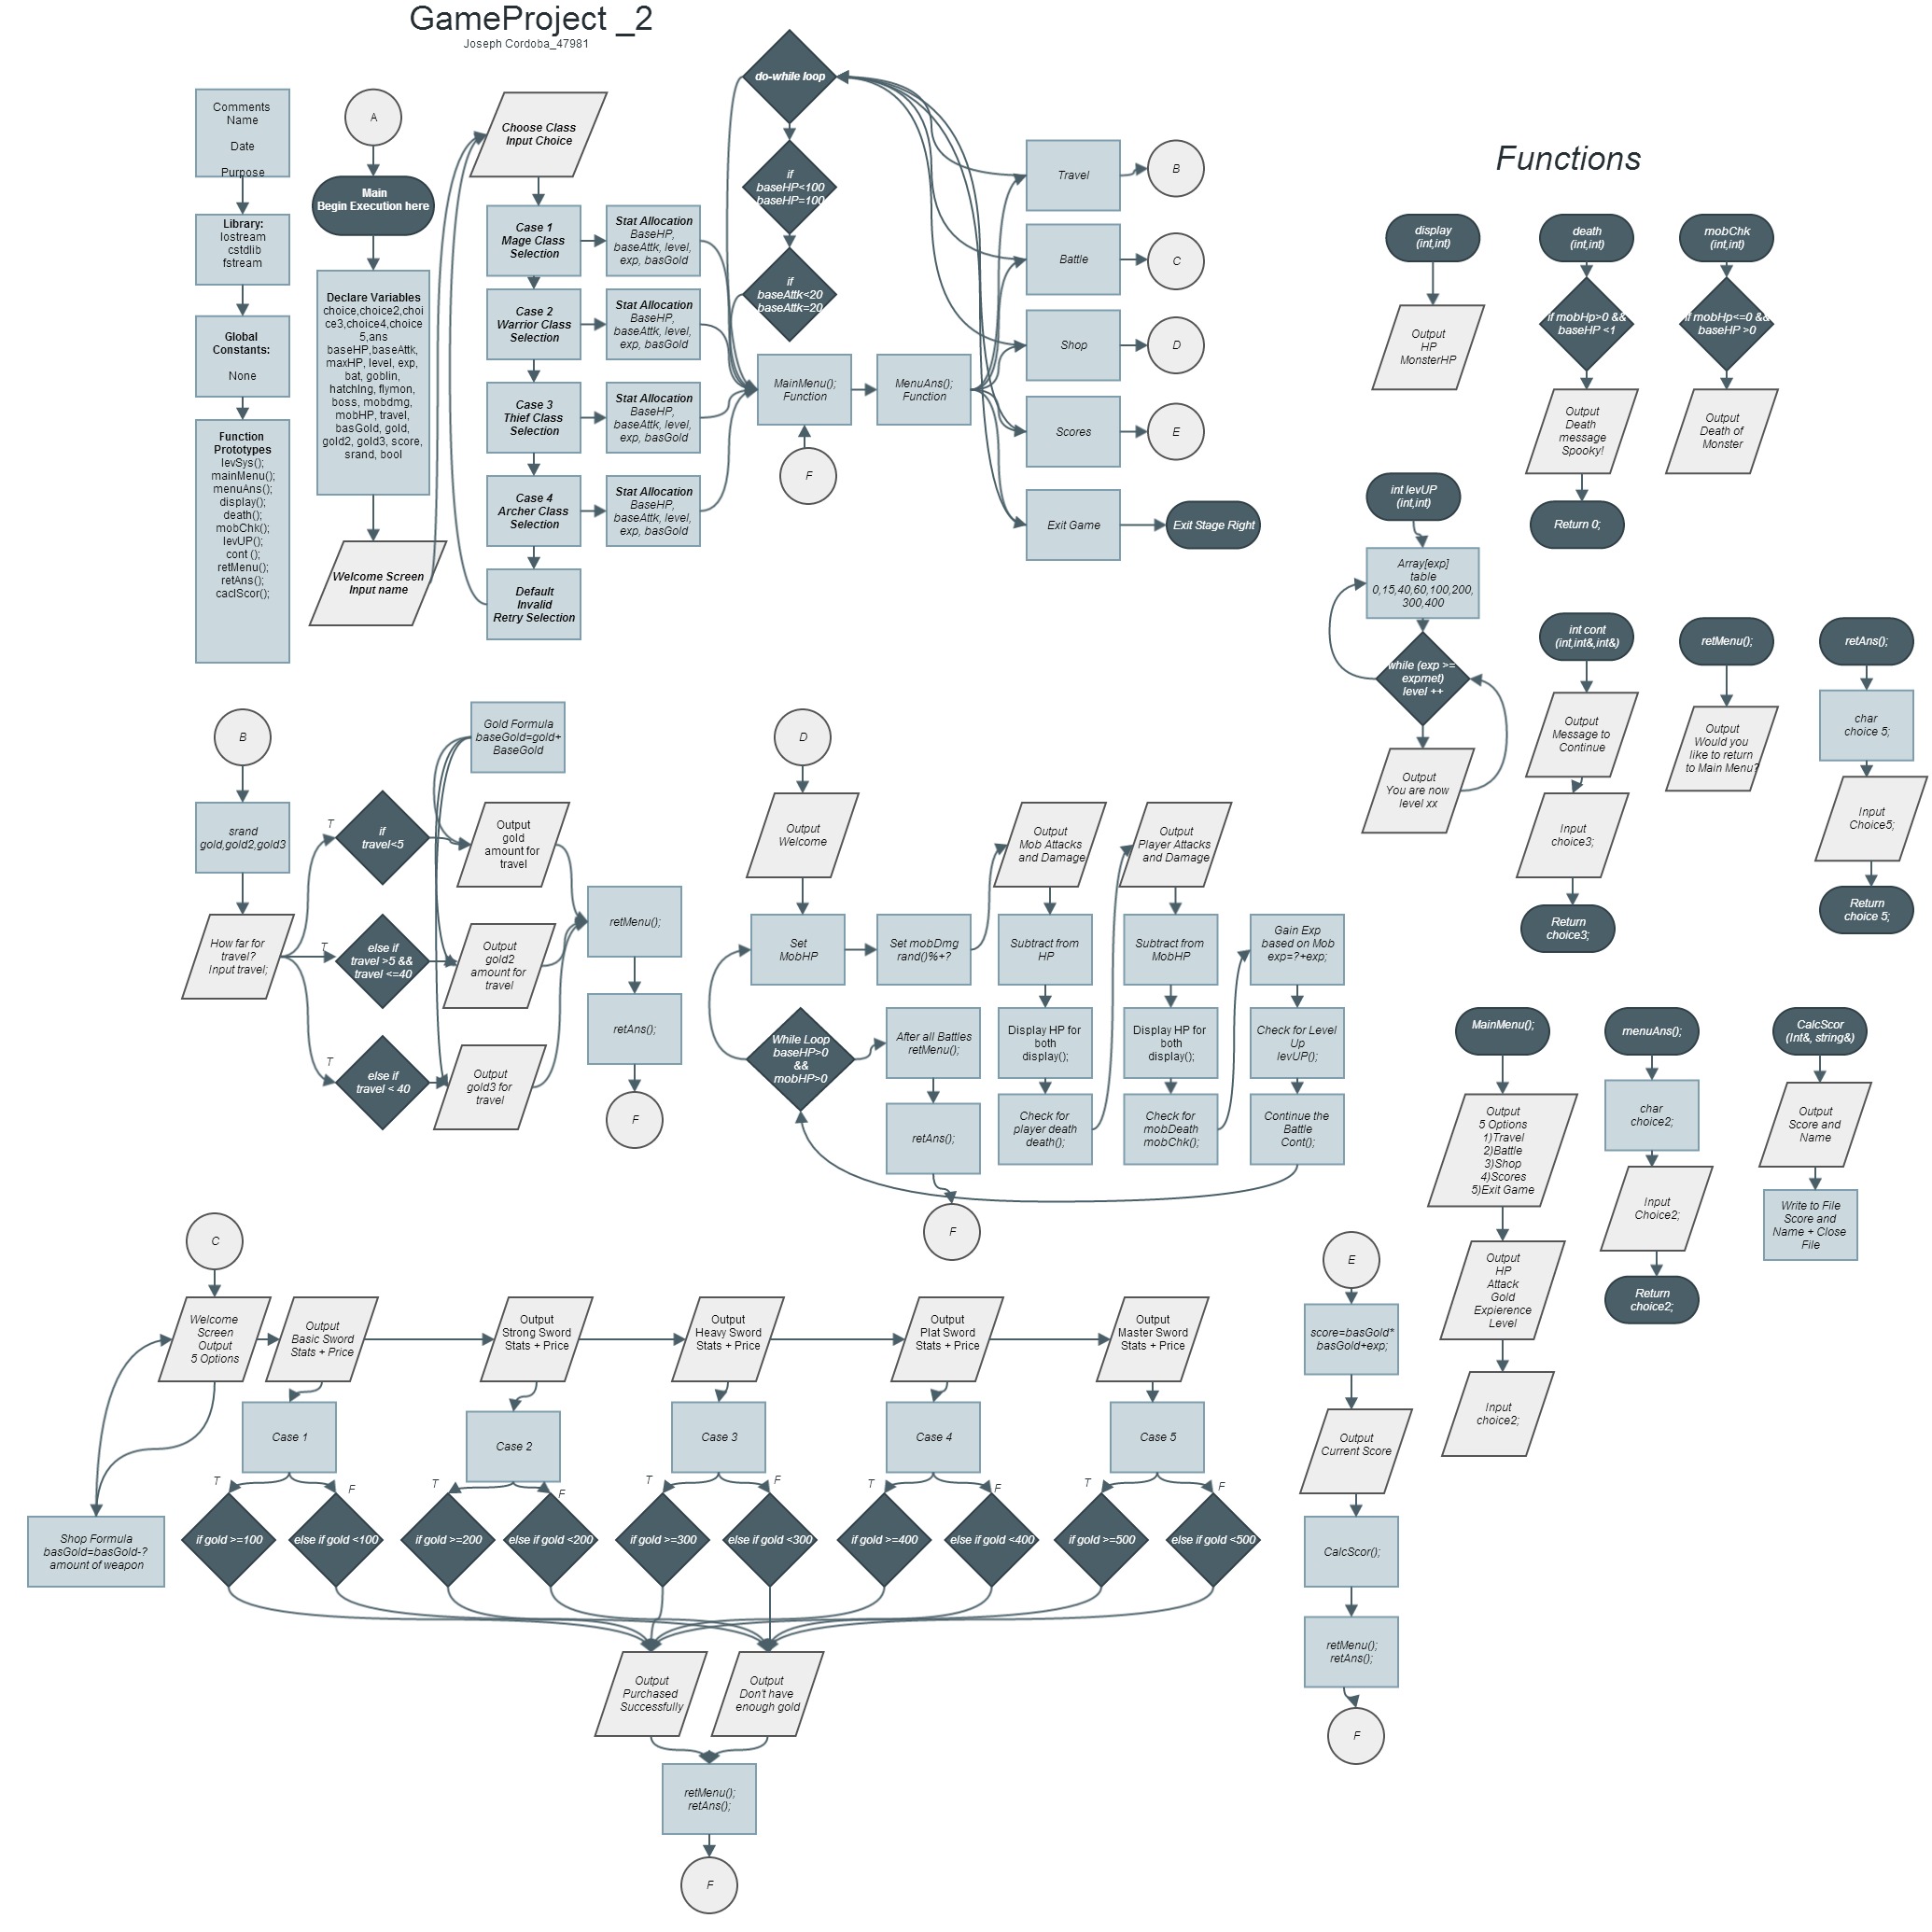 GameProject _2
Joseph Cordoba_47981
Comments
Name
Date
Purpose
Library:
Iostream
cstdlib
fstream
Global
Constants:
None
Function
Prototypes
levSys();
mainMenu();
menuAns();
display();
death();
mobChk();
levUP();
cont ();
retMenu();
retAns();
caclScor();
A
Main
Begin Execution here
Declare Variables
choice,choice2,choi
ce3,choice4,choice
5,ans
baseHP,baseAttk,
maxHP, level, exp,
bat, goblin,
hatchlng, flymon,
boss, mobdmg,
mobHP, travel,
basGold, gold,
gold2, gold3, score,
srand, bool
Welcome Screen
Input name
Choose Class
Input Choice
Case 1
Mage Class
Selection
Stat Allocation
BaseHP,
baseAttk, level,
exp, basGold
Case 2
Warrior Class
Selection
Stat Allocation
BaseHP,
baseAttk, level,
exp, basGold
Case 3
Thief Class
Selection
Stat Allocation
BaseHP,
baseAttk, level,
exp, basGold
Case 4
Archer Class
Selection
Stat Allocation
BaseHP,
baseAttk, level,
exp, basGold
Default
Invalid
Retry Selection
do-while loop
if
baseHP<100
baseHP=100
if
baseAttk<20
baseAttk=20
MainMenu();
Function
MenuAns();
Function
F
Travel
B
Battle
C
Shop
D
Scores
E
Exit Game
Exit Stage Right
Functions
display
(int,int)
Output
HP
MonsterHP
death
(int,int)
if mobHp>0 &&
baseHP <1
Output
Death
message
Spooky!
Return 0;
mobChk
(int,int)
if mobHp<=0 &&
baseHP >0
Output
Death of
Monster
int levUP
(int,int)
Array[exp]
table
0,15,40,60,100,200,
300,400
while (exp >=
expmet)
level ++
Output
You are now
level xx
int cont
(int,int&,int&)
Output
Message to
Continue
Input
choice3;
Return
choice3;
retMenu();
Output
Would you
like to return
to Main Menu?
retAns();
char
choice 5;
Input
Choice5;
Return
choice 5;
B
srand
gold,gold2,gold3
How far for
travel?
Input travel;
T
if
travel<5
T
else if
travel >5 &&
travel <=40
T
else if
travel < 40
Gold Formula
baseGold=gold+
BaseGold
Output
gold
amount for
travel
Output
gold2
amount for
travel
Output
gold3 for
travel
retMenu();
retAns();
F
D
Output
Welcome
Set
MobHP
Set mobDmg
rand()%+?
While Loop
baseHP>0
&&
mobHP>0
After all Battles
retMenu();
retAns();
F
Output
Mob Attacks
and Damage
Subtract from
HP
Display HP for
both
display();
Check for
player death
death();
Output
Player Attacks
and Damage
Subtract from
MobHP
Display HP for
both
display();
Check for
mobDeath
mobChk();
Gain Exp
based on Mob
exp=?+exp;
Check for Level
Up
levUP();
Continue the
Battle
Cont();
MainMenu();
Output
5 Options
1)Travel
2)Battle
3)Shop
4)Scores
5)Exit Game
Output
HP
Attack
Gold
Expierence
Level
Input
choice2;
menuAns();
char
choice2;
Input
Choice2;
Return
choice2;
CalcScor
(Int&, string&)
Output
Score and
Name
Write to File
Score and
Name + Close
File
C
Welcome
Screen
Output
5 Options
Shop Formula
basGold=basGold-?
amount of weapon
Output
Basic Sword
Stats + Price
Output
Strong Sword
Stats + Price
Output
Heavy Sword
Stats + Price
Output
Plat Sword
Stats + Price
Output
Master Sword
Stats + Price
Case 1
Case 2
Case 3
Case 4
Case 5
T
F
T
F
T
F
T
F
T
F
if gold >=100
else if gold <100
if gold >=200
else if gold <200
if gold >=300
else if gold <300
if gold >=400
else if gold <400
if gold >=500
else if gold <500
Output
Purchased
Successfully
Output
Don't have
enough gold
retMenu();
retAns();
F
E
score=basGold*
basGold+exp;
Output
Current Score
CalcScor();
retMenu();
retAns();
F